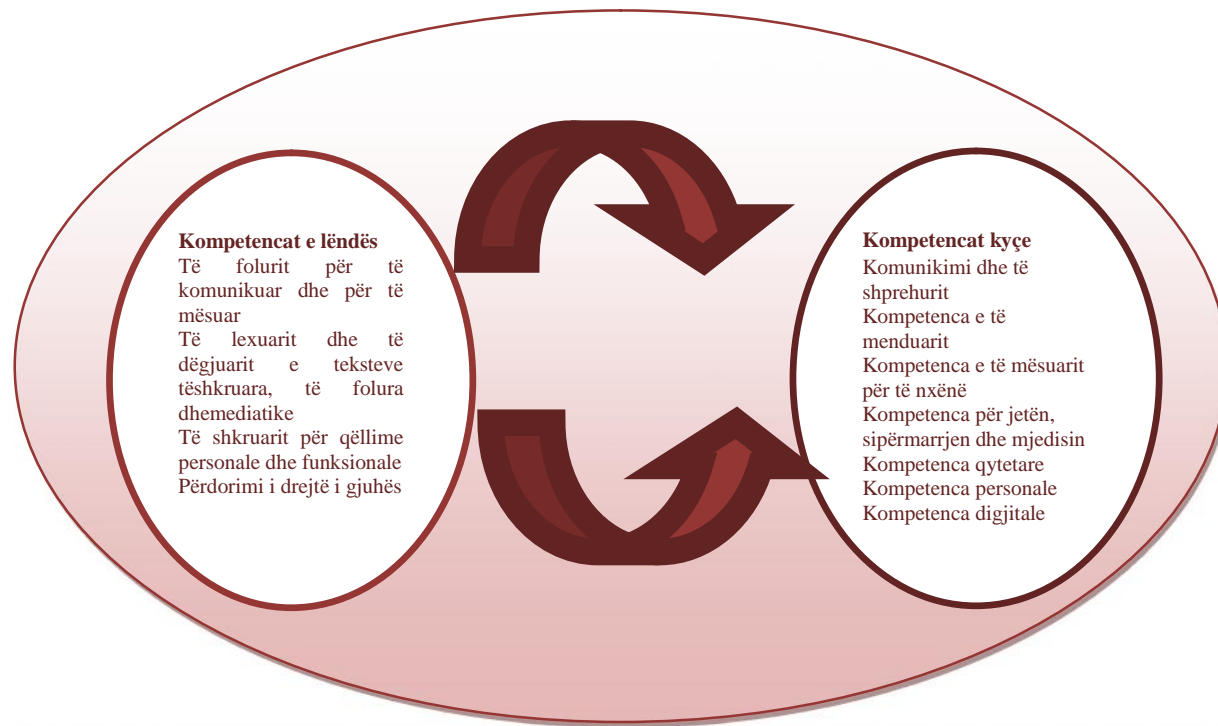 Kompetencat e lëndës
Të folurit për të
komunikuar dhe për të
mësuar
Të lexuarit dhe të
dëgjuarit e teksteve
tëshkruara, të folura
dhemediatike
Të shkruarit për qëllime
personale dhe funksionale
Përdorimi i drejtë i gjuhës
Kompetencat kyçe
Komunikimi dhe të
shprehurit
Kompetenca e të
menduarit
Kompetenca e të mësuarit
për të nxënë
Kompetenca për jetën,
sipërmarrjen dhe mjedisin
Kompetenca qytetare
Kompetenca personale
Kompetenca digjitale